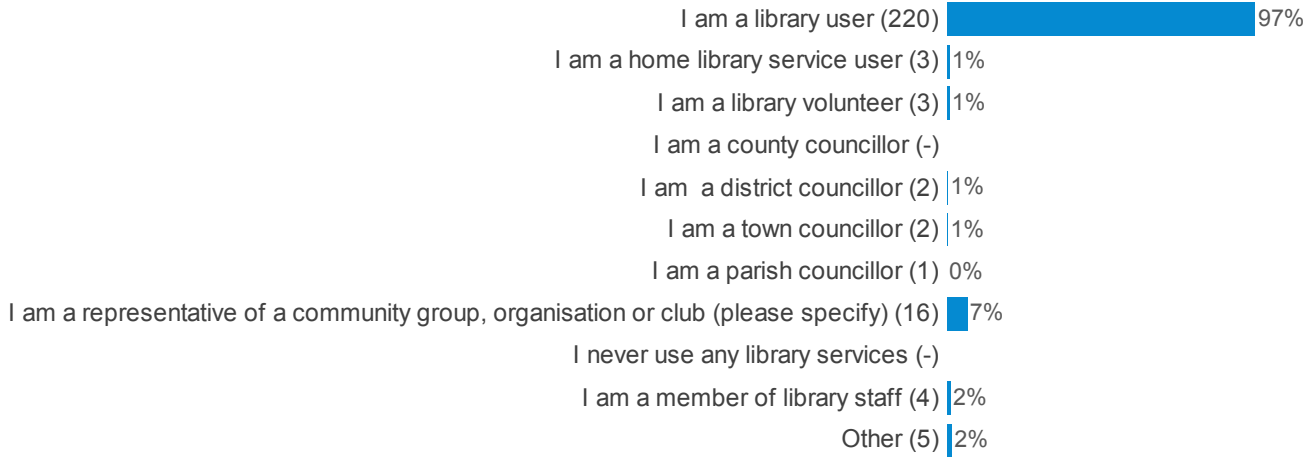 I am a library user (220) 97%
I am a home library service user (3) 1%
I am a library volunteer (3) 1%
I am a county councillor (-)
I am  a district councillor (2) 1%
I am a town councillor (2) 1%
I am a parish councillor (1) 0%
I am a representative of a community group, organisation or club (please specify) (16) 7%
I never use any library services (-)
I am a member of library staff (4) 2%
Other (5) 2%